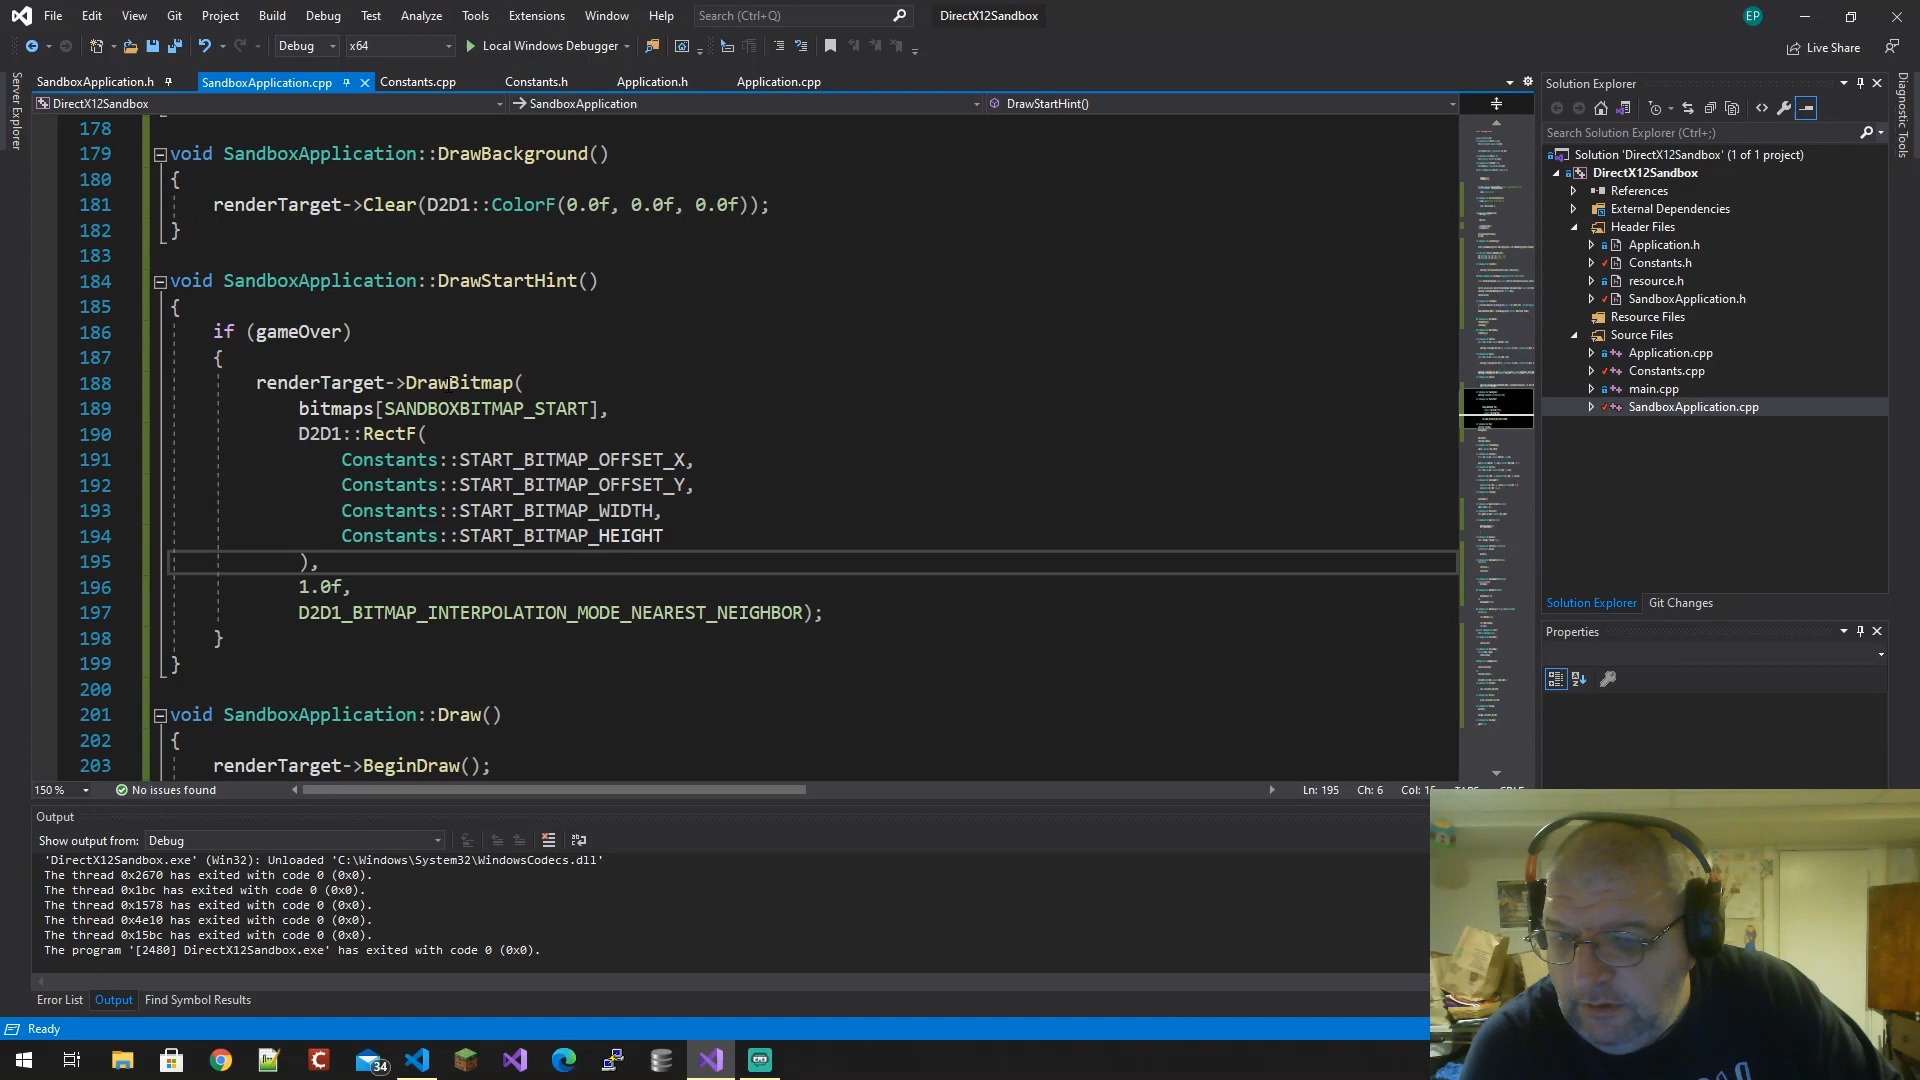 File Edit View Git Project Build Debug Test Analyze Tools Extensions Window Help Search (Ctrl+Q) DirectX12Sandbox EP
Debug x64 Local Windows Debugger Live Share
SandboxApplication.h SandboxApplication.cpp Constants.cpp Constants.h Application.h Application.cpp
DirectX12Sandbox SandboxApplication DrawStartHint()
Server Explorer
178
179 void SandboxApplication::DrawBackground()
180 {
181 renderTarget->Clear(D2D1::ColorF(0.0f, 0.0f, 0.0f));
182 }
183
184 void SandboxApplication::DrawStartHint()
185 {
186 if (gameOver)
187 {
188 renderTarget->DrawBitmap(
189 bitmaps[SANDBOXBITMAP_START],
190 D2D1::RectF(
191 Constants::START_BITMAP_OFFSET_X,
192 Constants::START_BITMAP_OFFSET_Y,
193 Constants::START_BITMAP_WIDTH,
194 Constants::START_BITMAP_HEIGHT
195 ),
196 1.0f,
197 D2D1_BITMAP_INTERPOLATION_MODE_NEAREST_NEIGHBOR);
198 }
199 }
200
201 void SandboxApplication::Draw()
202 {
203 renderTarget->BeginDraw();
150 % No issues found Ln: 195 Ch: 6
Output
Show output from: Debug
'DirectX12Sandbox.exe' (Win32): Unloaded 'C:\Windows\System32\WindowsCodecs.dll'
The thread 0x2670 has exited with code 0 (0x0).
The thread 0x1bc has exited with code 0 (0x0).
The thread 0x1578 has exited with code 0 (0x0).
The thread 0x4e10 has exited with code 0 (0x0).
The thread 0x15bc has exited with code 0 (0x0).
The program '[2480] DirectX12Sandbox.exe' has exited with code 0 (0x0).
Error List Output Find Symbol Results
Ready
34
Solution Explorer
Search Solution Explorer (Ctrl+;)
Solution 'DirectX12Sandbox' (1 of 1 project)
DirectX12Sandbox
References
External Dependencies
Header Files
Application.h
Constants.h
resource.h
SandboxApplication.h
Resource Files
Source Files
Application.cpp
Constants.cpp
main.cpp
SandboxApplication.cpp
Solution Explorer Git Changes
Properties
Diagnostic Tools